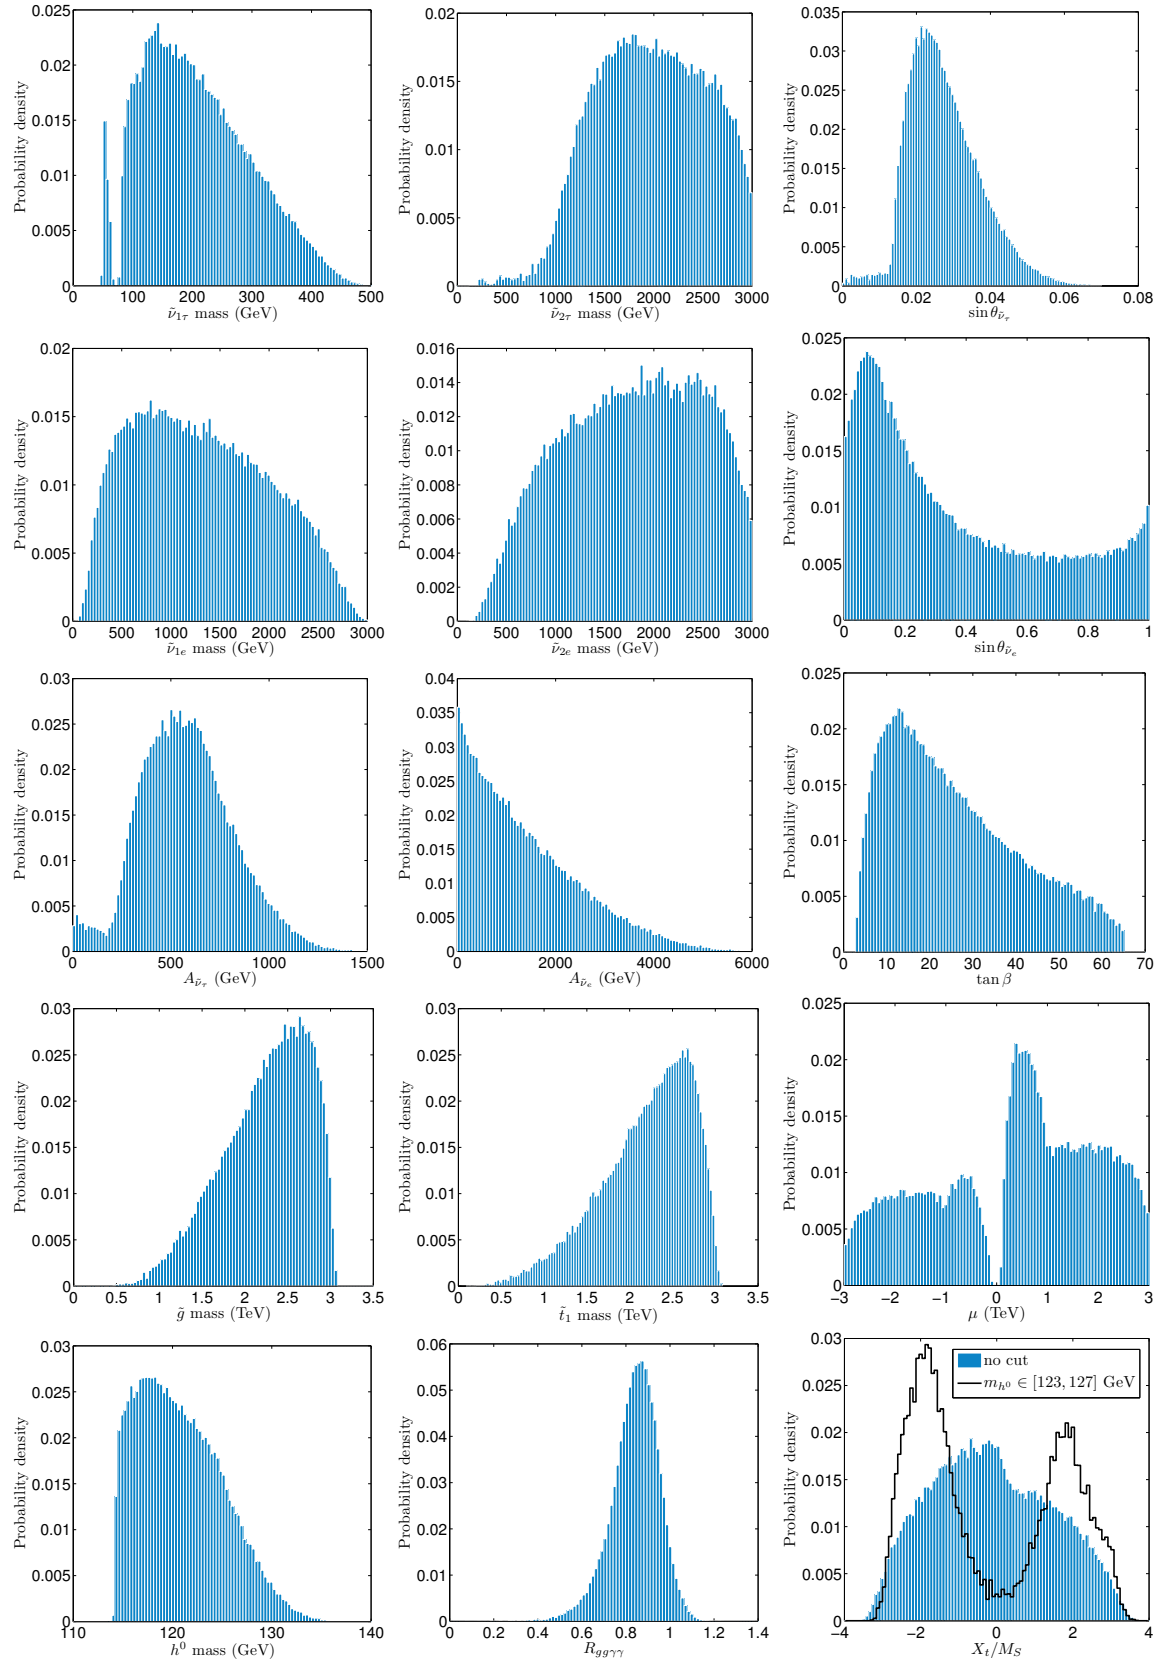 Probability density
0.025
0.02
0.015
0.01
0.005
0
0 100 200 300 400 500
ν̃₁τ mass (GeV)
Probability density
0.02
0.015
0.01
0.005
0
0 500 1000 1500 2000 2500 3000
ν̃₂τ mass (GeV)
Probability density
0.035
0.03
0.025
0.02
0.015
0.01
0.005
0
0 0.02 0.04 0.06 0.08
sin θ_ν̃τ
Probability density
0.02
0.015
0.01
0.005
0
0 500 1000 1500 2000 2500 3000
ν̃₁e mass (GeV)
Probability density
0.016
0.014
0.012
0.01
0.008
0.006
0.004
0.002
0
0 500 1000 1500 2000 2500 3000
ν̃₂e mass (GeV)
Probability density
0.025
0.02
0.015
0.01
0.005
0
0 0.2 0.4 0.6 0.8 1
sin θ_ν̃e
Probability density
0.03
0.025
0.02
0.015
0.01
0.005
0
0 500 1000 1500
A_ν̃τ (GeV)
Probability density
0.04
0.035
0.03
0.025
0.02
0.015
0.01
0.005
0
0 2000 4000 6000
A_ν̃e (GeV)
Probability density
0.025
0.02
0.015
0.01
0.005
0
0 10 20 30 40 50 60 70
tan β
Probability density
0.03
0.025
0.02
0.015
0.01
0.005
0
0 0.5 1 1.5 2 2.5 3 3.5
g̃ mass (TeV)
Probability density
0.03
0.025
0.02
0.015
0.01
0.005
0
0 0.5 1 1.5 2 2.5 3 3.5
t̃₁ mass (TeV)
Probability density
0.025
0.02
0.015
0.01
0.005
0
−3 −2 −1 0 1 2 3
μ (TeV)
Probability density
0.03
0.025
0.02
0.015
0.01
0.005
0
110 120 130 140
h⁰ mass (GeV)
Probability density
0.06
0.05
0.04
0.03
0.02
0.01
0
0 0.2 0.4 0.6 0.8 1 1.2 1.4
R_ggγγ
Probability density
0.03
0.025
0.02
0.015
0.01
0.005
0
no cut
m_h⁰ ∈ [123, 127] GeV
−4 −2 0 2 4
X_t/M_S